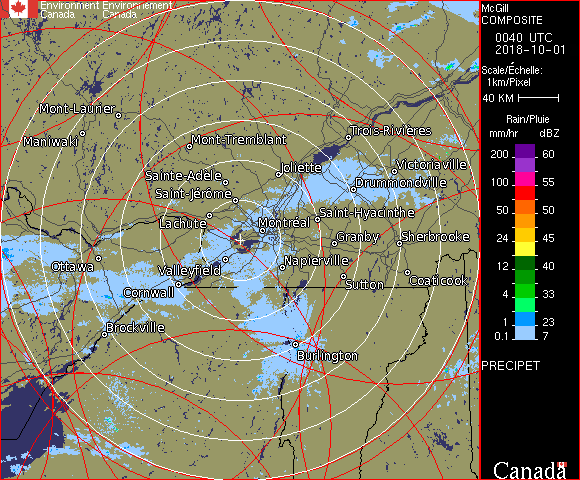 Environment Environnement
Canada Canada
McGill
COMPOSITE
0040 UTC
2018-10-01
Scale/Échelle:
1km/Pixel
40 KM
Rain/Pluie
mm/hr dBZ
200 60
100 55
50 50
24 45
12 40
4 33
1 23
0.1 7
PRECIPET
Mont-Laurier
Maniwaki
Mont-Tremblant
Trois-Rivières
Sainte-Adèle
Joliette
Victoriaville
Saint-Jérôme
Drummondville
Lachute
Montréal
Saint-Hyacinthe
Granby
Sherbrooke
Ottawa
Valleyfield
Napierville
Cornwall
Sutton
Coaticook
Brockville
Burlington
Canada